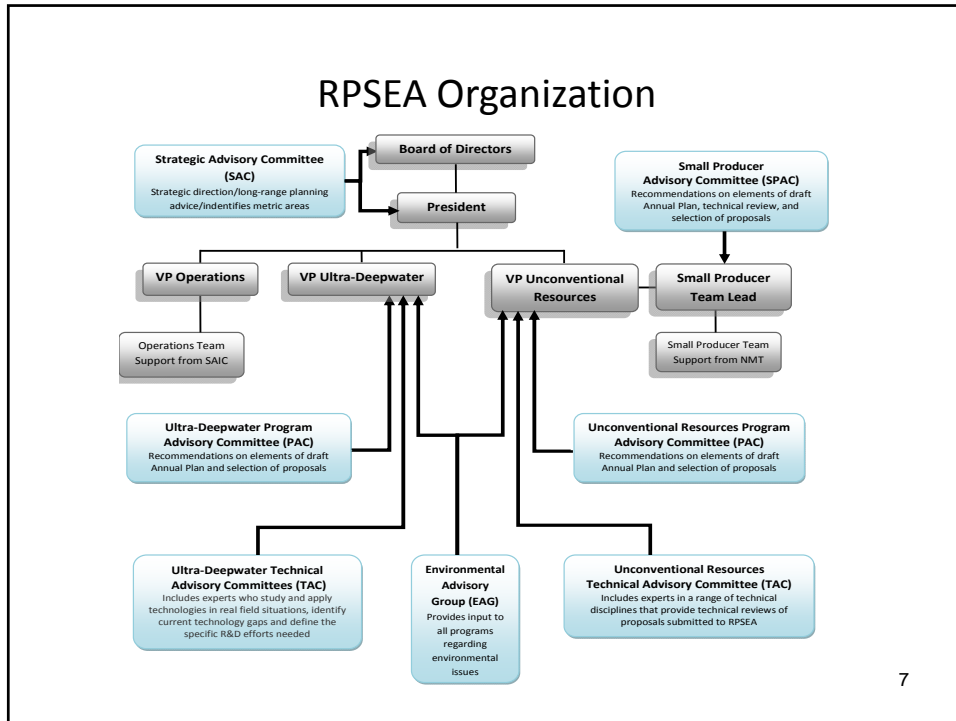 RPSEA Organization
Strategic Advisory Committee
(SAC)
Strategic direction/long-range planning
advice/indentifies metric areas
Board of Directors
President
Small Producer
Advisory Committee (SPAC)
Recommendations on elements of draft
Annual Plan, technical review, and
selection of proposals
VP Operations
VP Ultra-Deepwater
VP Unconventional
Resources
Small Producer
Team Lead
Operations Team
Support from SAIC
Small Producer Team
Support from NMT
Ultra-Deepwater Program
Advisory Committee (PAC)
Recommendations on elements of draft
Annual Plan and selection of proposals
Unconventional Resources Program
Advisory Committee (PAC)
Recommendations on elements of draft
Annual Plan and selection of proposals
Ultra-Deepwater Technical
Advisory Committees (TAC)
Includes experts who study and apply
technologies in real field situations, identify
current technology gaps and define the
specific R&D efforts needed
Environmental
Advisory
Group (EAG)
Provides input to
all programs
regarding
environmental
issues
Unconventional Resources
Technical Advisory Committee (TAC)
Includes experts in a range of technical
disciplines that provide technical reviews of
proposals submitted to RPSEA
7